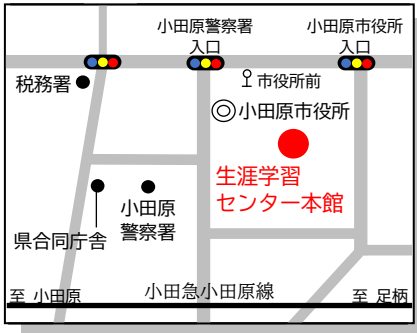 小田原警察署
入口
小田原市役所
入口
市役所前
税務署
小田原市役所
生涯学習
センター本館
小田原
警察署
県合同庁舎
至 小田原
小田急小田原線
至 足柄